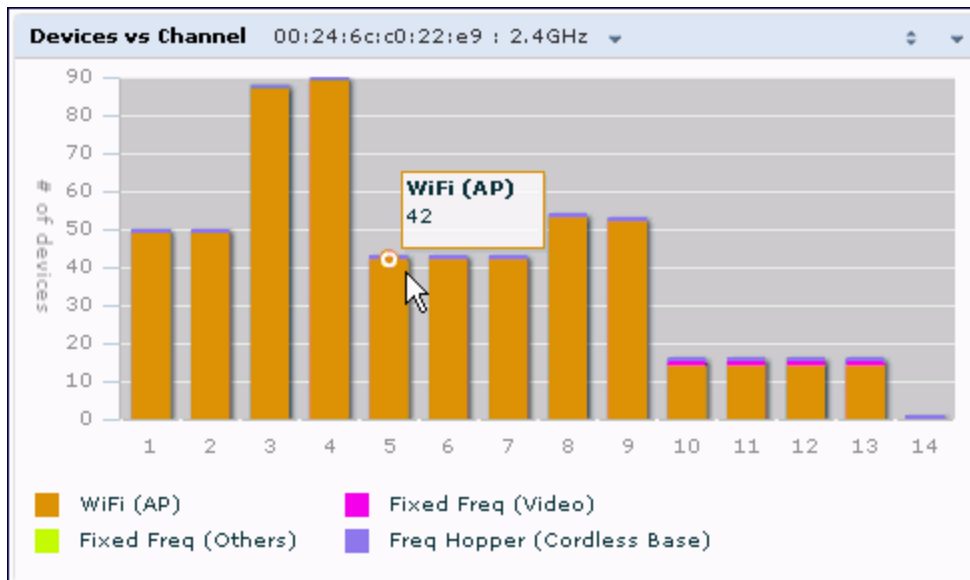 Devices vs Channel 00:24:6c:c0:22:e9 : 2.4GHz
90
80
70
60
50
40
30
20
10
0
# of devices
WiFi (AP)
42
1 2 3 4 5 6 7 8 9 10 11 12 13 14
WiFi (AP) Fixed Freq (Video)
Fixed Freq (Others) Freq Hopper (Cordless Base)